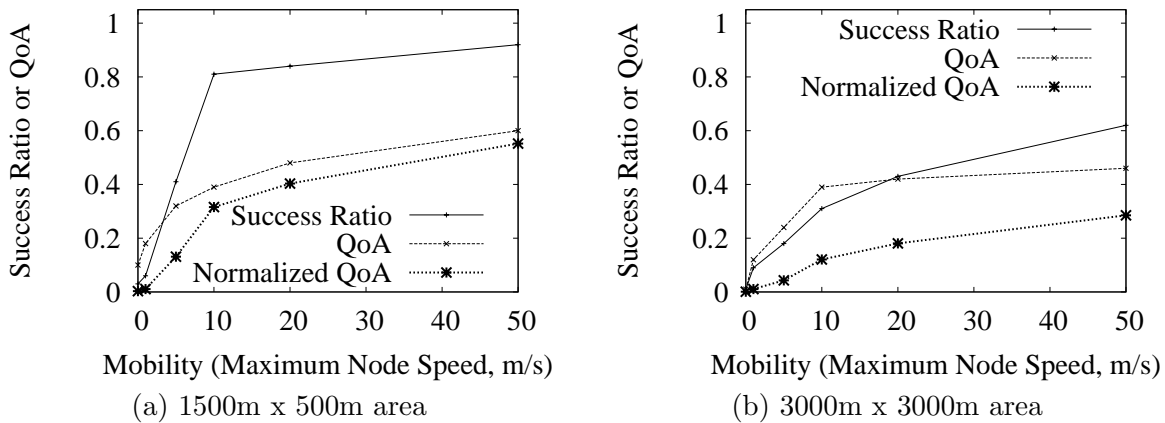 Success Ratio or QoA
1
0.8
0.6
0.4
0.2
0
Success Ratio
QoA
Normalized QoA
0 10 20 30 40 50
Mobility (Maximum Node Speed, m/s)
(a) 1500m x 500m area
Success Ratio or QoA
1
0.8
0.6
0.4
0.2
0
Success Ratio
QoA
Normalized QoA
0 10 20 30 40 50
Mobility (Maximum Node Speed, m/s)
(b) 3000m x 3000m area